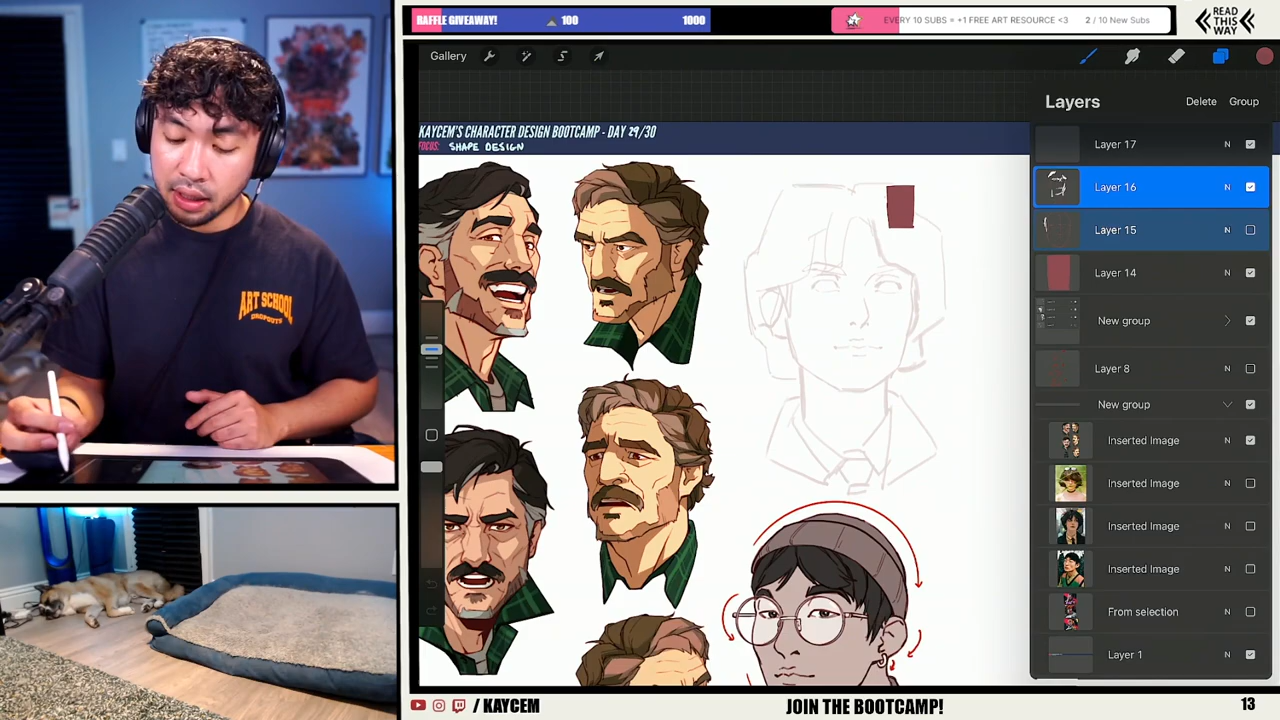 RAFFLE GIVEAWAY! 100 1000
EVERY 10 SUBS = +1 FREE ART RESOURCE <3 2 / 10 New Subs
READ
THIS
WAY
Gallery
KAYCEM'S CHARACTER DESIGN BOOTCAMP - DAY 29/30
FOCUS: SHAPE DESIGN
Layers Delete Group
Layer 17 N
Layer 16 N
Layer 15 N
Layer 14 N
New group
Layer 8 N
New group
Inserted Image N
Inserted Image N
Inserted Image N
Inserted Image N
From selection N
Layer 1 N
ART SCHOOL
DROPOUTS
/ KAYCEM
JOIN THE BOOTCAMP!
13